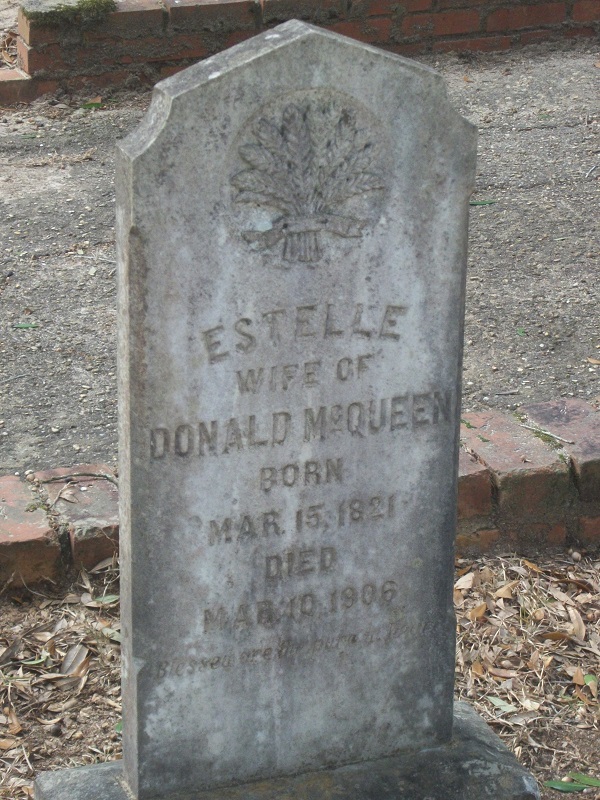 ESTELLE
WIFE OF
DONALD McQUEEN
BORN
MAR. 15, 1821
DIED
MAR. 10, 1906
Blessed are the pure in heart